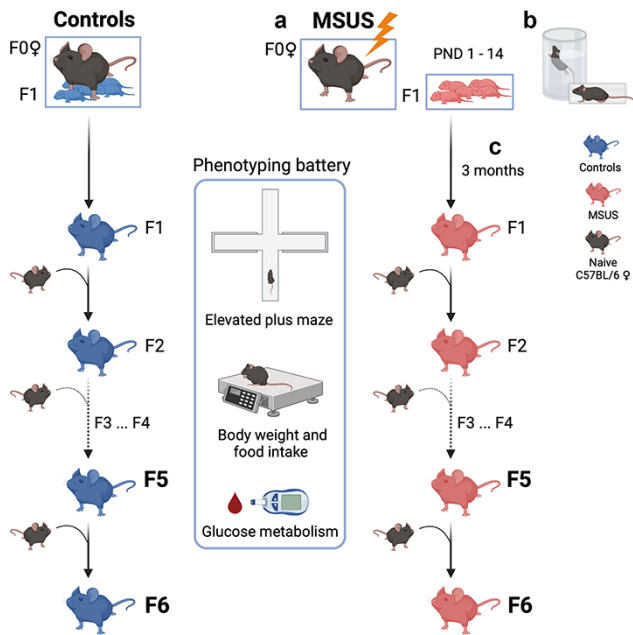 Controls
F0♀
F1
a
MSUS
F0♀
PND 1 - 14
F1
b
c
3 months
Controls
MSUS
Naive
C57BL/6 ♀
Phenotyping battery
Elevated plus maze
Body weight and
food intake
Glucose metabolism
F1
F2
F3 ... F4
F5
F6
F1
F2
F3 ... F4
F5
F6